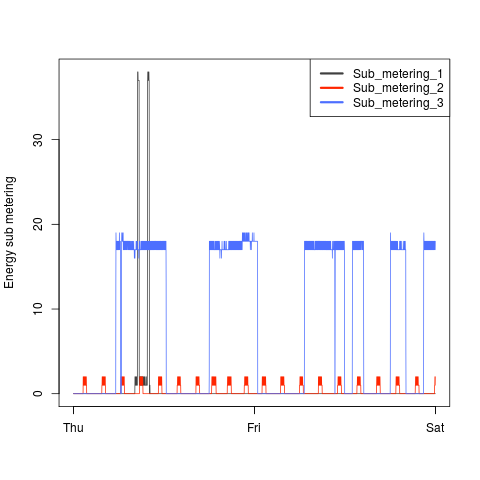 Sub_metering_1
Sub_metering_2
Sub_metering_3
Energy sub metering
30
20
10
0
Thu Fri Sat